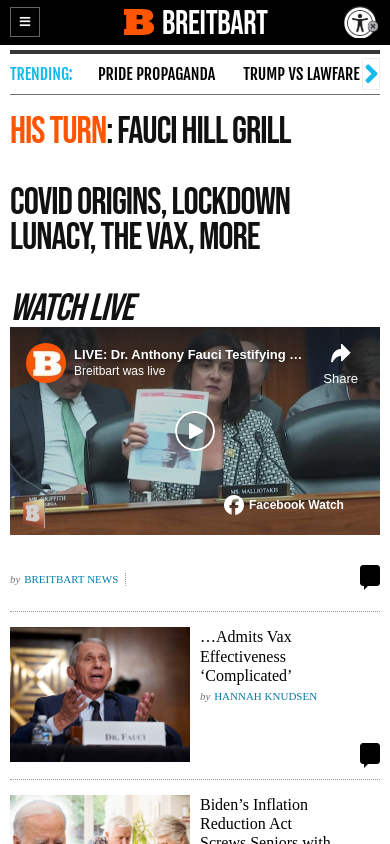 BREITBART
TRENDING: PRIDE PROPAGANDA TRUMP VS LAWFARE
HIS TURN: FAUCI HILL GRILL
COVID ORIGINS, LOCKDOWN
LUNACY, THE VAX, MORE
WATCH LIVE
LIVE: Dr. Anthony Fauci Testifying …
Breitbart was live
Share
MS. MALLIOTAKIS
Facebook Watch
by BREITBART NEWS
…Admits Vax
Effectiveness
‘Complicated’
by HANNAH KNUDSEN
DR. FAUCI
Biden’s Inflation
Reduction Act
Screws Seniors with